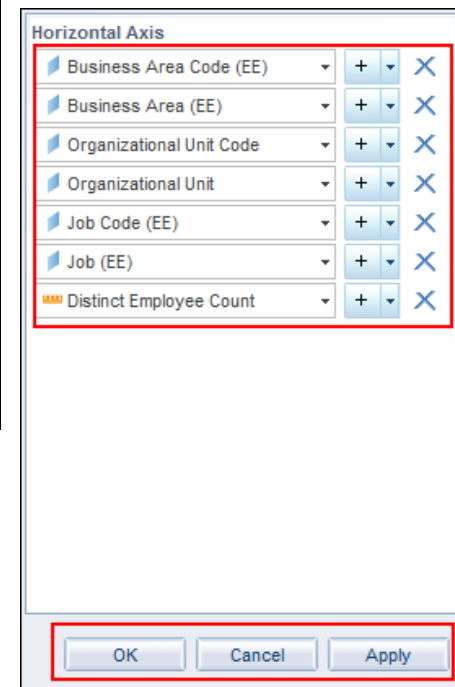 Horizontal Axis
Business Area Code (EE)
Business Area (EE)
Organizational Unit Code
Organizational Unit
Job Code (EE)
Job (EE)
Distinct Employee Count
OK Cancel Apply